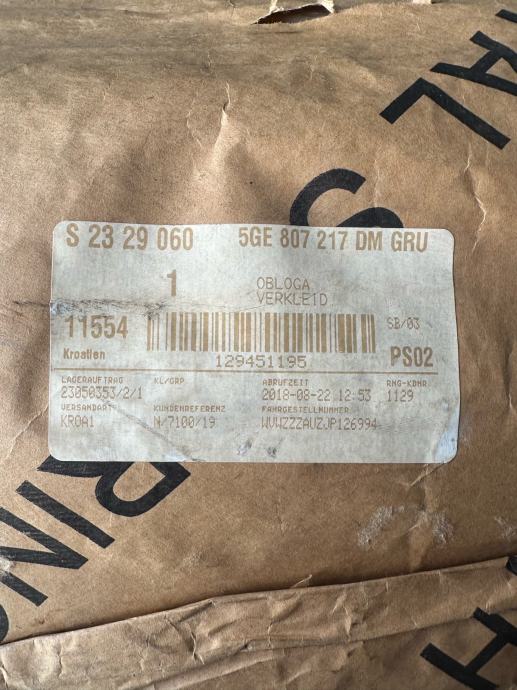 S 23 29 060 5GE 807 217 DM GRU
1 OBLOGA
VERKLEID.
11554 SB/03
Kroatien 129451195 PS02
LAGERAUFTRAG KL/GRP ABRUFZEIT RNG-KDNR
23050353/2/1 2018-08-22 12:53 1129
VERSANDART KUNDENREFERENZ FAHRGESTELLNUMMER
KROA1 N/7100/19 WVWZZZAUZJP126994